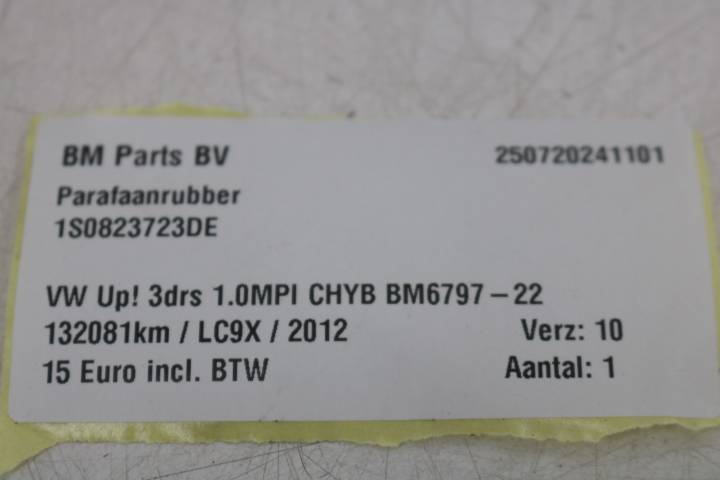 BM Parts BV 250720241101
Parafaanrubber
1S0823723DE
VW Up! 3drs 1.0MPI CHYB BM6797-22
132081km / LC9X / 2012 Verz: 10
15 Euro incl. BTW Aantal: 1